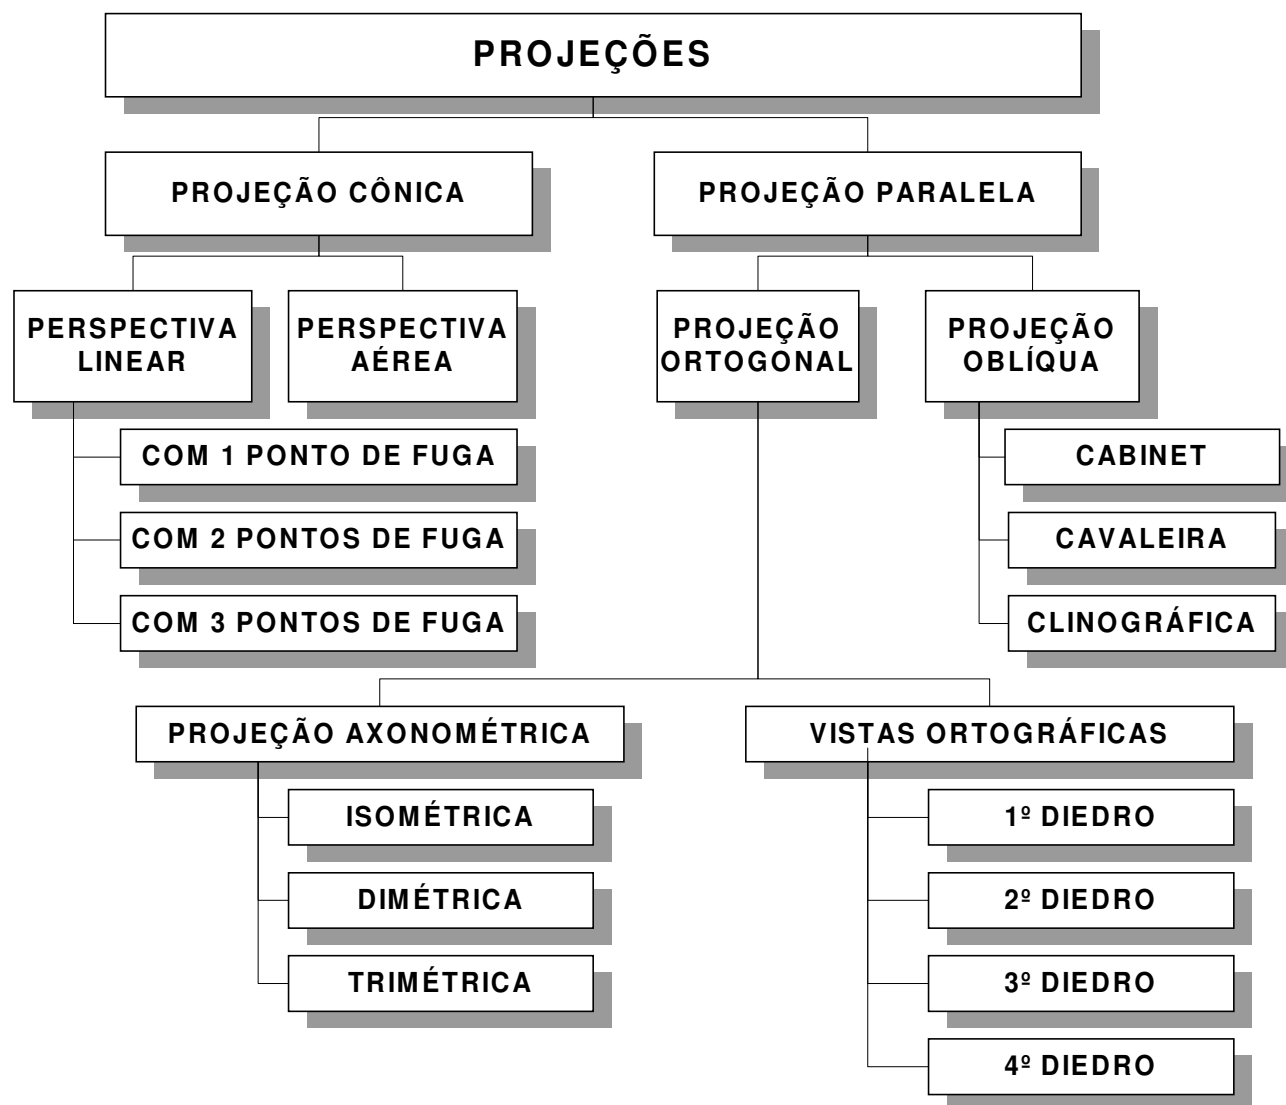 PROJEÇÕES
PROJEÇÃO CÔNICA
PROJEÇÃO PARALELA
PERSPECTIVA
LINEAR
PERSPECTIVA
AÉREA
PROJEÇÃO
ORTOGONAL
PROJEÇÃO
OBLÍQUA
COM 1 PONTO DE FUGA
COM 2 PONTOS DE FUGA
COM 3 PONTOS DE FUGA
CABINET
CAVALEIRA
CLINOGRÁFICA
PROJEÇÃO AXONOMÉTRICA
ISOMÉTRICA
DIMÉTRICA
TRIMÉTRICA
VISTAS ORTOGRÁFICAS
1º DIEDRO
2º DIEDRO
3º DIEDRO
4º DIEDRO